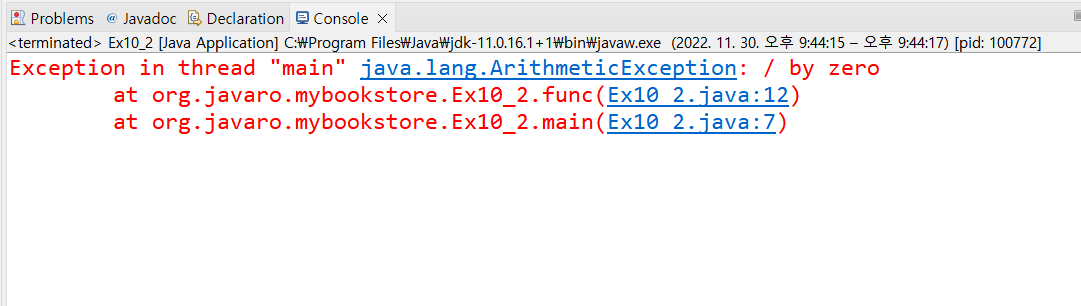 Problems @ Javadoc Declaration Console
<terminated> Ex10_2 [Java Application] C:₩Program Files₩Java₩jdk-11.0.16.1+1₩bin₩javaw.exe (2022. 11. 30. 오후 9:44:15 – 오후 9:44:17) [pid: 100772]
Exception in thread "main" java.lang.ArithmeticException: / by zero
at org.javaro.mybookstore.Ex10_2.func(Ex10_2.java:12)
at org.javaro.mybookstore.Ex10_2.main(Ex10_2.java:7)